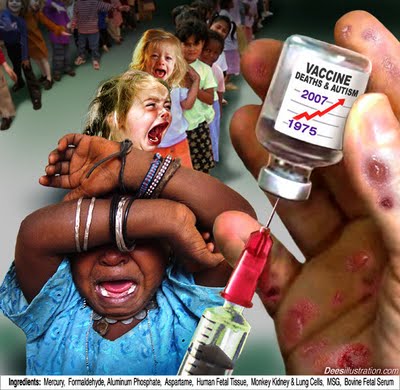 VACCINE
DEATHS & AUTISM
2007
1975
Deesillustration.com
Ingredients: Mercury, Formaldehyde, Aluminum Phosphate, Aspartame, Human Fetal Tissue, Monkey Kidney & Lung Cells, MSG, Bovine Fetal Serum